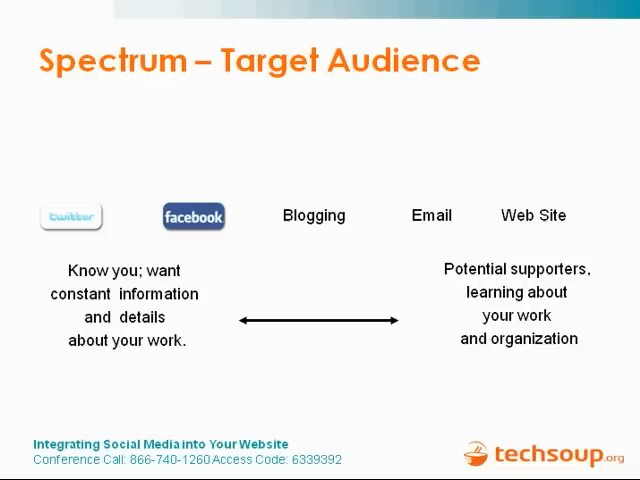 Spectrum – Target Audience
twitter facebook Blogging Email Web Site
Know you; want
constant information
and details
about your work.
Potential supporters,
learning about
your work
and organization
Integrating Social Media into Your Website
Conference Call: 866-740-1260 Access Code: 6339392
techsoup.org